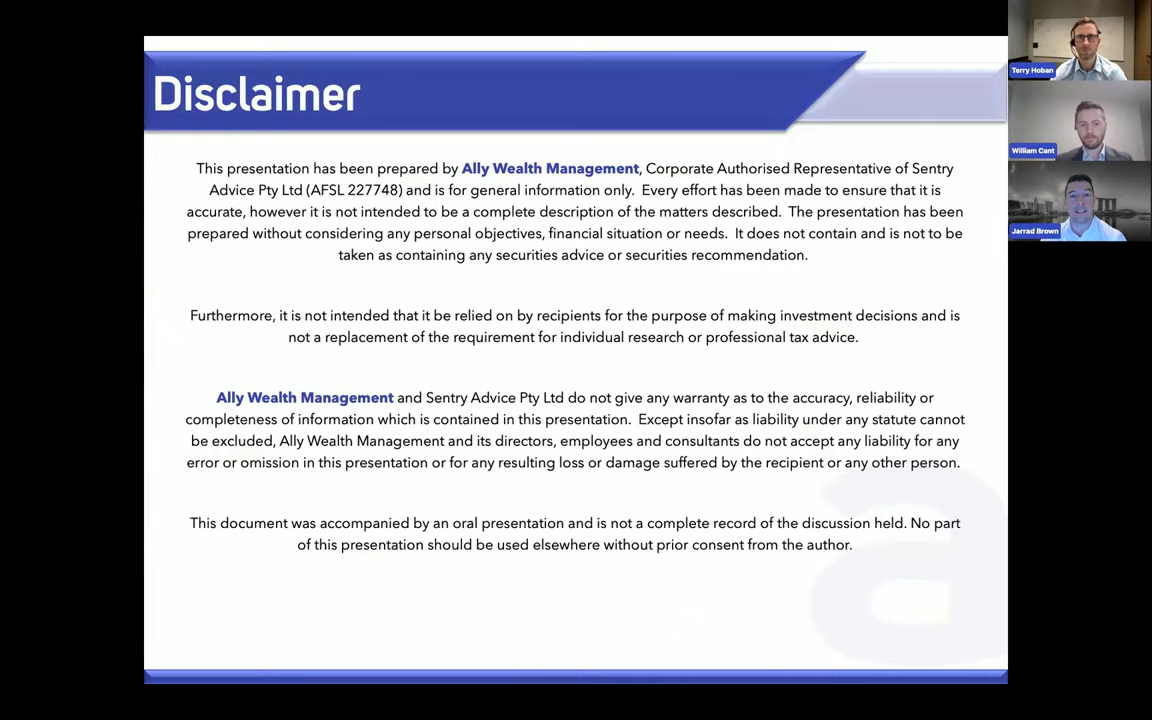 Disclaimer
This presentation has been prepared by Ally Wealth Management, Corporate Authorised Representative of Sentry
Advice Pty Ltd (AFSL 227748) and is for general information only. Every effort has been made to ensure that it is
accurate, however it is not intended to be a complete description of the matters described. The presentation has been
prepared without considering any personal objectives, financial situation or needs. It does not contain and is not to be
taken as containing any securities advice or securities recommendation.
Furthermore, it is not intended that it be relied on by recipients for the purpose of making investment decisions and is
not a replacement of the requirement for individual research or professional tax advice.
Ally Wealth Management and Sentry Advice Pty Ltd do not give any warranty as to the accuracy, reliability or
completeness of information which is contained in this presentation. Except insofar as liability under any statute cannot
be excluded, Ally Wealth Management and its directors, employees and consultants do not accept any liability for any
error or omission in this presentation or for any resulting loss or damage suffered by the recipient or any other person.
This document was accompanied by an oral presentation and is not a complete record of the discussion held. No part
of this presentation should be used elsewhere without prior consent from the author.
a
Terry Hoban
William Cant
Jarrad Brown